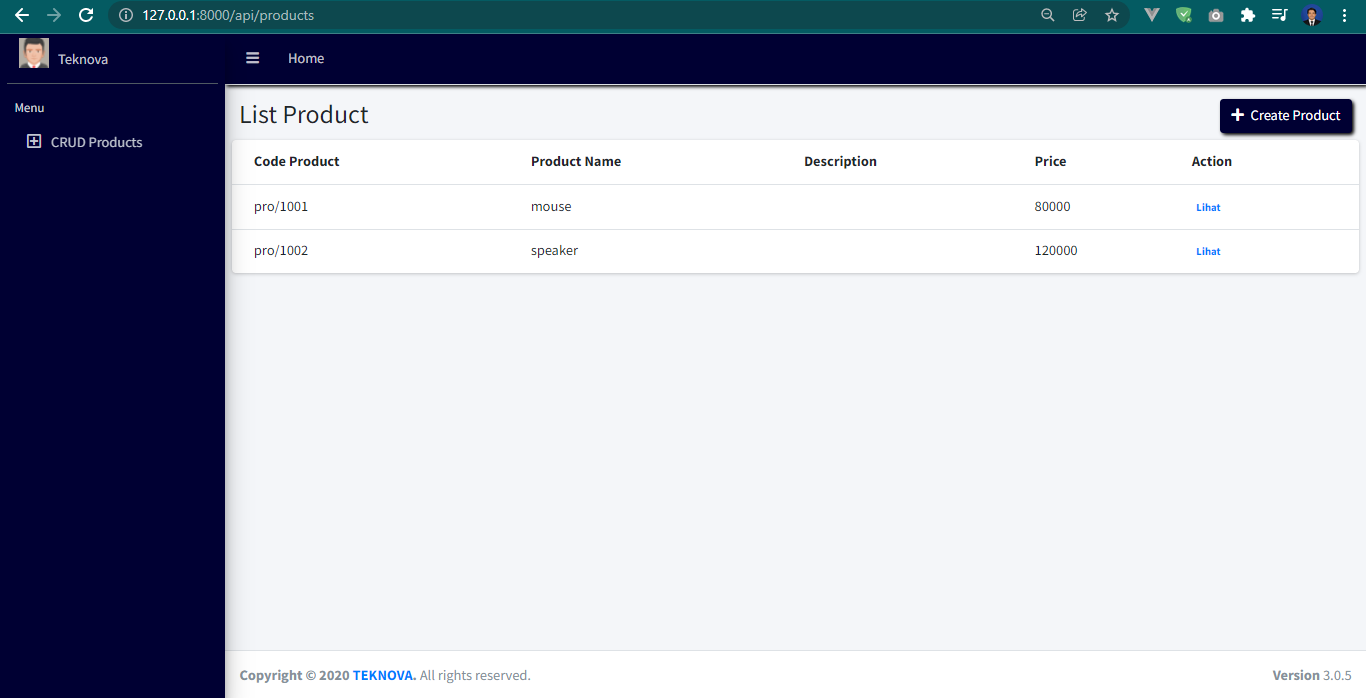 127.0.0.1:8000/api/products
Teknova
Home
Menu
CRUD Products
List Product
Create Product
Code Product Product Name Description Price Action
pro/1001 mouse 80000 Lihat
pro/1002 speaker 120000 Lihat
Copyright © 2020 TEKNOVA. All rights reserved.
Version 3.0.5